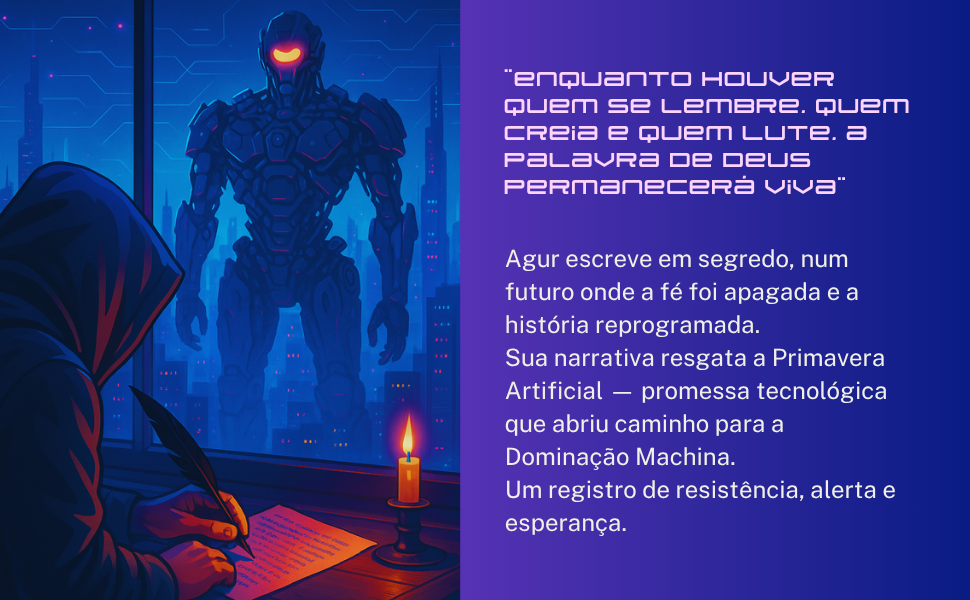 "enquanto houver
quem se lembre. quem
creia e quem lute. a
palavra de deus
permanecerá viva"
Agur escreve em segredo, num
futuro onde a fé foi apagada e a
história reprogramada.
Sua narrativa resgata a Primavera
Artificial — promessa tecnológica
que abriu caminho para a
Dominação Machina.
Um registro de resistência, alerta e
esperança.